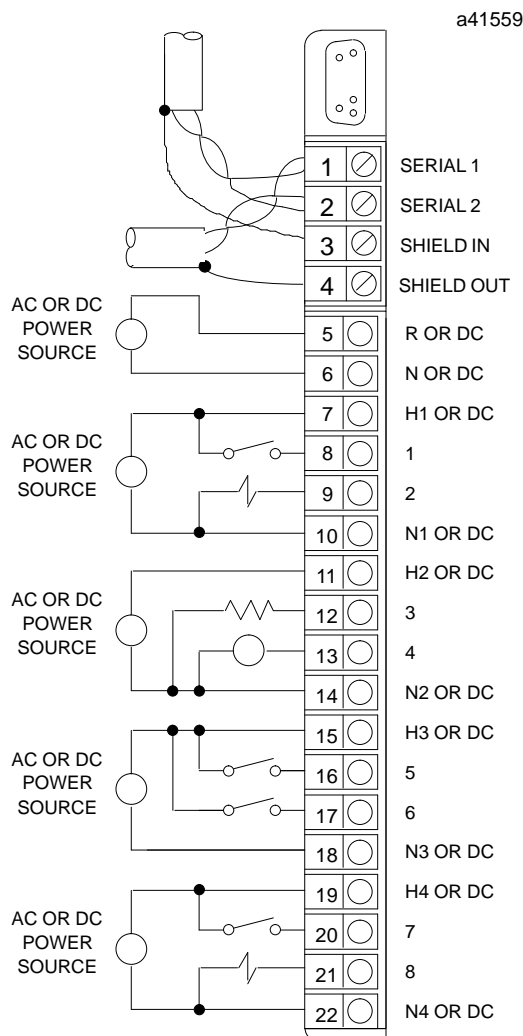 a41559
1 SERIAL 1
2 SERIAL 2
3 SHIELD IN
4 SHIELD OUT
AC OR DC
POWER
SOURCE
5 R OR DC
6 N OR DC
7 H1 OR DC
AC OR DC
POWER
SOURCE
8 1
9 2
10 N1 OR DC
11 H2 OR DC
AC OR DC
POWER
SOURCE
12 3
13 4
14 N2 OR DC
15 H3 OR DC
AC OR DC
POWER
SOURCE
16 5
17 6
18 N3 OR DC
19 H4 OR DC
AC OR DC
POWER
SOURCE
20 7
21 8
22 N4 OR DC